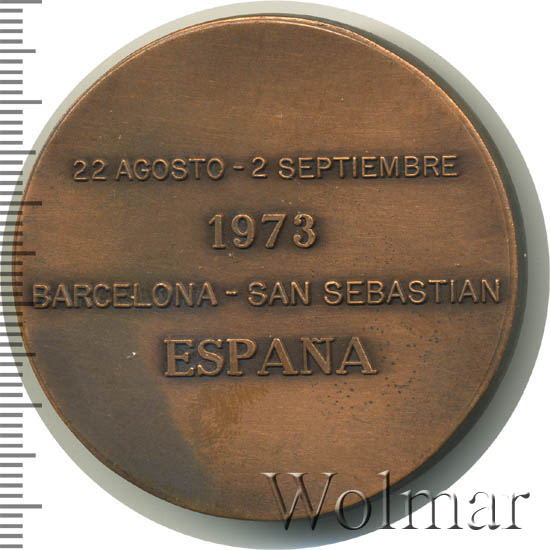 22 AGOSTO - 2 SEPTIEMBRE
1973
BARCELONA - SAN SEBASTIAN
ESPAÑA
Wolmar